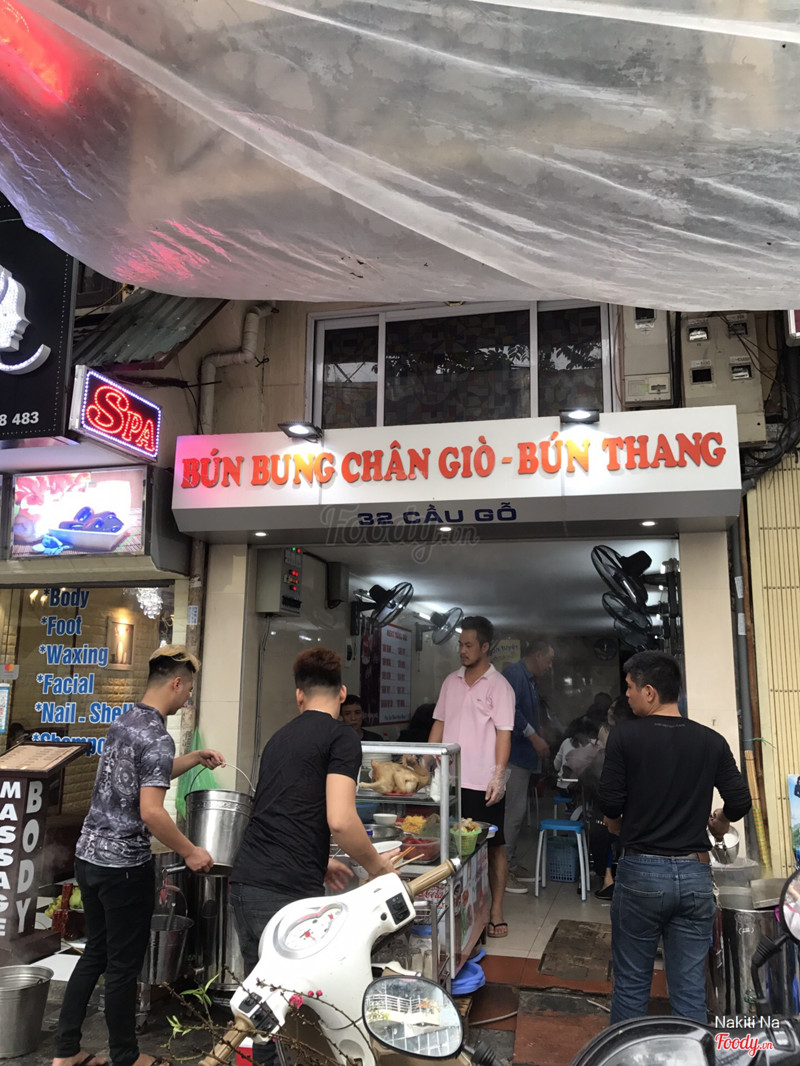 8 483
SPA
BÚN BUNG CHÂN GIÒ - BÚN THANG
32 CẦU GỖ
Foody.vn
*Body
*Foot
*Waxing
*Facial
*Nail . Shell
MASSAGE
BODY
Nakiti Na
Foody.vn